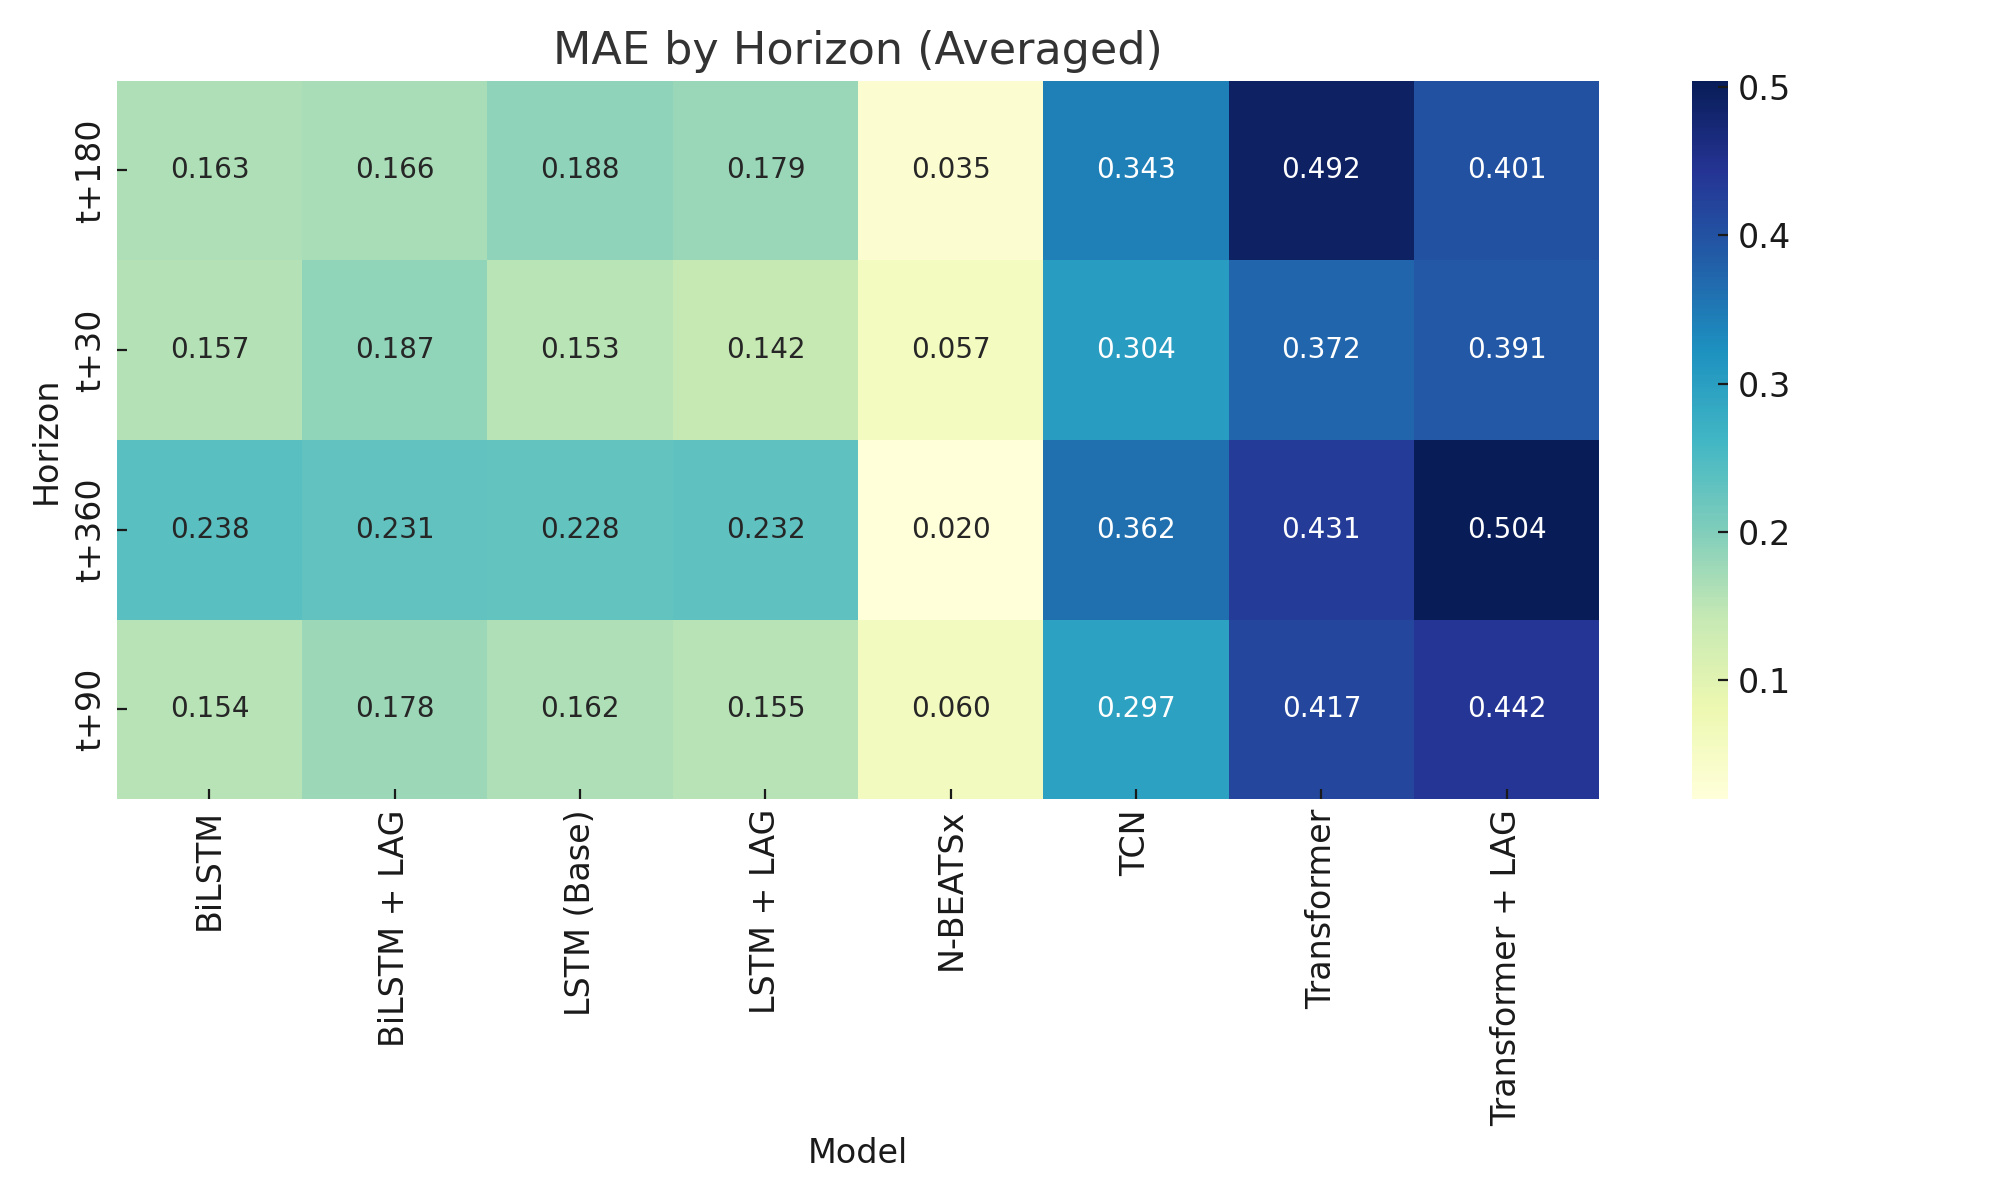 MAE by Horizon (Averaged)
0.5
t+180 0.163 0.166 0.188 0.179 0.035 0.343 0.492 0.401
0.4
t+30 0.157 0.187 0.153 0.142 0.057 0.304 0.372 0.391
0.3
Horizon
t+360 0.238 0.231 0.228 0.232 0.020 0.362 0.431 0.504
0.2
t+90 0.154 0.178 0.162 0.155 0.060 0.297 0.417 0.442
0.1
BiLSTM
BiLSTM + LAG
LSTM (Base)
LSTM + LAG
N-BEATSx
TCN
Transformer
Transformer + LAG
Model